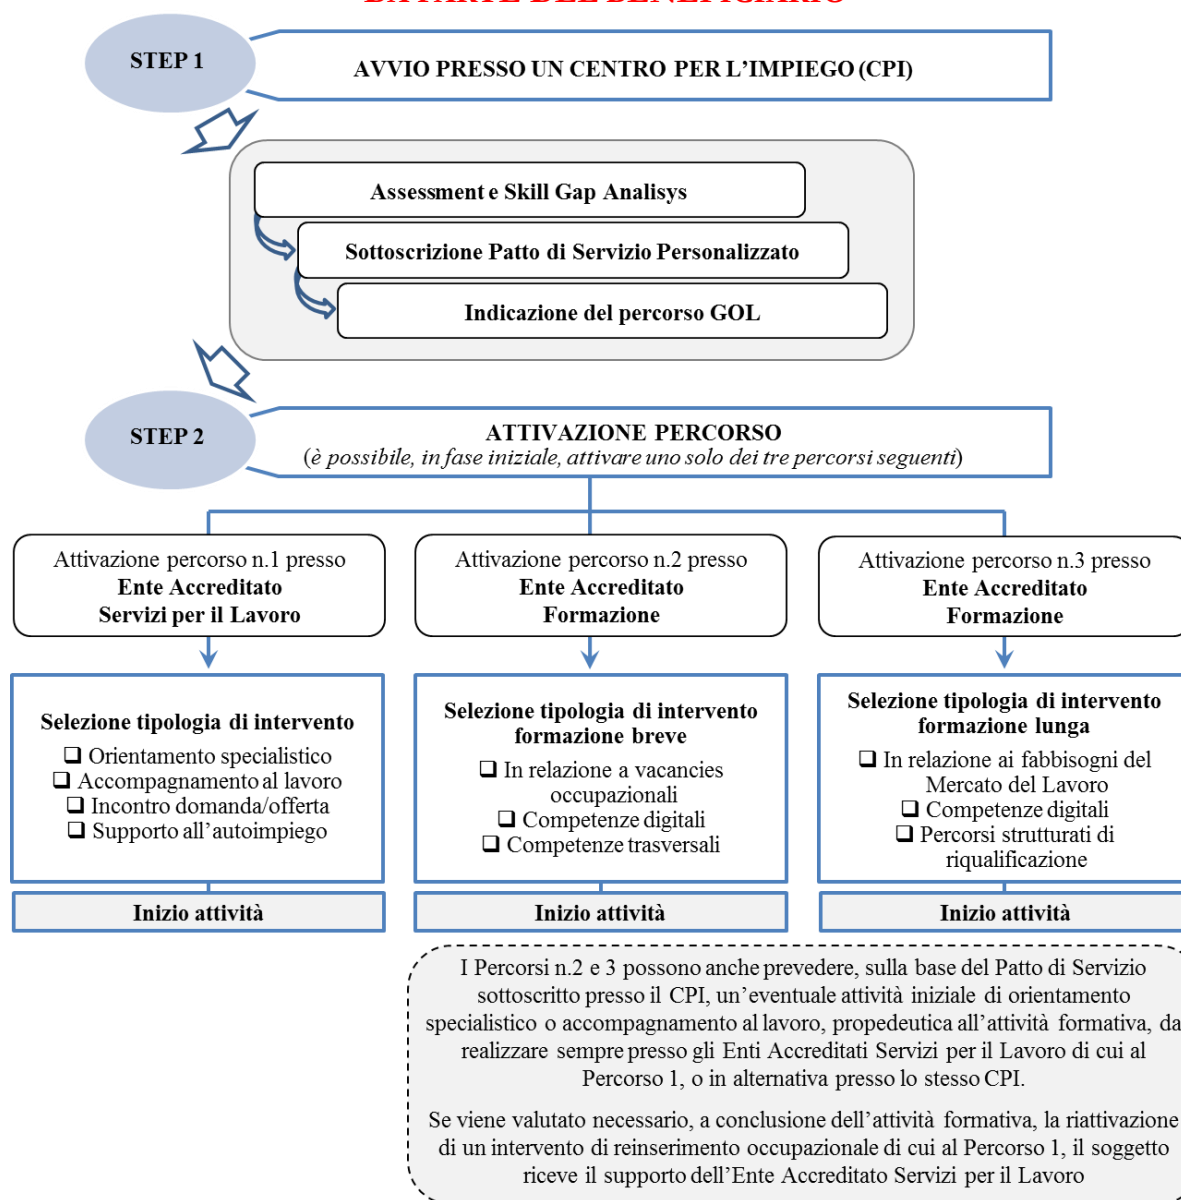 DA PARTE DEL BENEFICIARIO
STEP 1
AVVIO PRESSO UN CENTRO PER L’IMPIEGO (CPI)
Assessment e Skill Gap Analisys
Sottoscrizione Patto di Servizio Personalizzato
Indicazione del percorso GOL
STEP 2
ATTIVAZIONE PERCORSO
(è possibile, in fase iniziale, attivare uno solo dei tre percorsi seguenti)
Attivazione percorso n.1 presso
Ente Accreditato
Servizi per il Lavoro
Attivazione percorso n.2 presso
Ente Accreditato
Formazione
Attivazione percorso n.3 presso
Ente Accreditato
Formazione
Selezione tipologia di intervento
❑ Orientamento specialistico
❑ Accompagnamento al lavoro
❑ Incontro domanda/offerta
❑ Supporto all’autoimpiego
Selezione tipologia di intervento
formazione breve
❑ In relazione a vacancies
occupazionali
❑ Competenze digitali
❑ Competenze trasversali
Selezione tipologia di intervento
formazione lunga
❑ In relazione ai fabbisogni del
Mercato del Lavoro
❑ Competenze digitali
❑ Percorsi strutturati di
riqualificazione
Inizio attività
Inizio attività
Inizio attività
I Percorsi n.2 e 3 possono anche prevedere, sulla base del Patto di Servizio
sottoscritto presso il CPI, un’eventuale attività iniziale di orientamento
specialistico o accompagnamento al lavoro, propedeutica all’attività formativa, da
realizzare sempre presso gli Enti Accreditati Servizi per il Lavoro di cui al
Percorso 1, o in alternativa presso lo stesso CPI.
Se viene valutato necessario, a conclusione dell’attività formativa, la riattivazione
di un intervento di reinserimento occupazionale di cui al Percorso 1, il soggetto
riceve il supporto dell’Ente Accreditato Servizi per il Lavoro